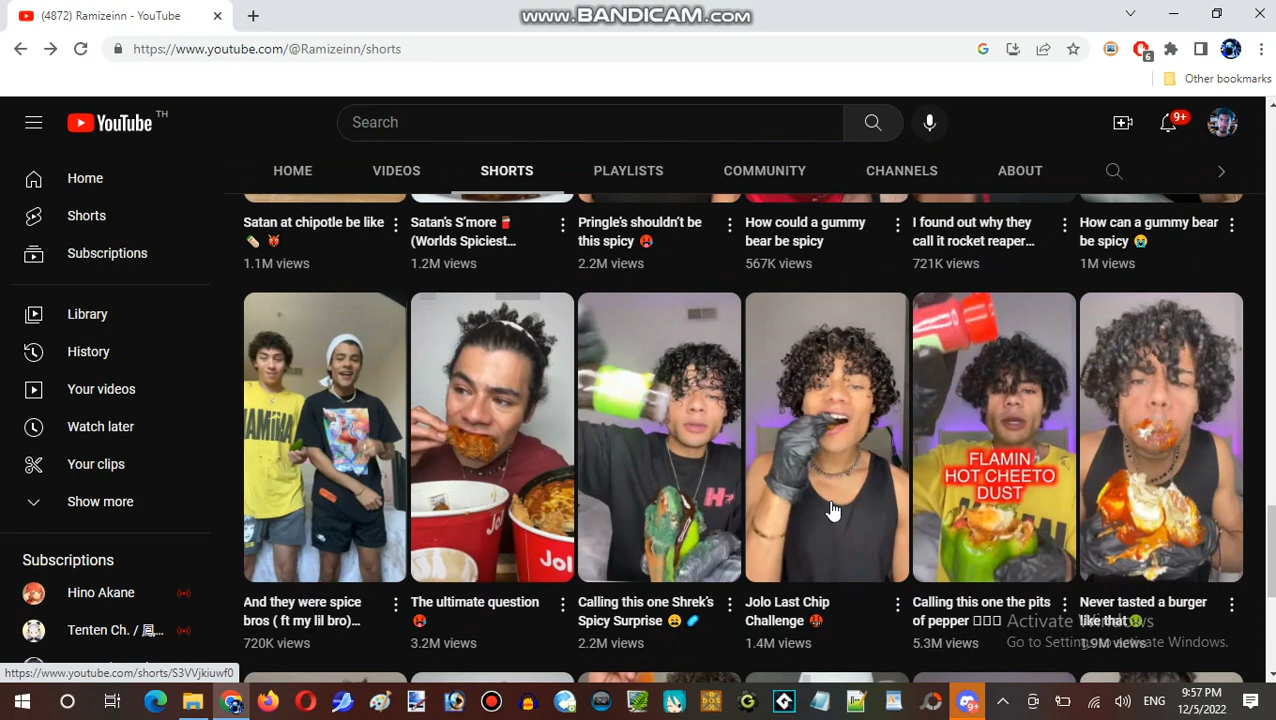 (4872) Ramizeinn - YouTube
www.BANDICAM.com
https://www.youtube.com/@Ramizeinn/shorts
6
Other bookmarks
YouTube TH
Search
9+
Home
Shorts
Subscriptions
Library
History
Your videos
Watch later
Your clips
Show more
Subscriptions
Hino Akane
Tenten Ch. / 鳳...
HOME VIDEOS SHORTS PLAYLISTS COMMUNITY CHANNELS ABOUT
Satan at chipotle be like
1.1M views
Satan's S'more
(Worlds Spiciest...
1.2M views
Pringle's shouldn't be
this spicy 🥵
2.2M views
How could a gummy
bear be spicy
567K views
I found out why they
call it rocket reaper...
721K views
How can a gummy bear
be spicy 😭
1M views
Jol
JOL
FLAMIN
HOT CHEETO
DUST
And they were spice
bros ( ft my lil bro)...
720K views
The ultimate question
🥵
3.2M views
Calling this one Shrek's
Spicy Surprise 😩
2.2M views
Jolo Last Chip
Challenge 🥵
1.4M views
Calling this one the pits
of pepper
5.3M views
Never tasted a burger
like that
1.9M views
Activate Windows
Go to Settings to activate Windows.
https://www.youtube.com/shorts/S3VVjkiuwf0
9+
ENG
9:57 PM
12/5/2022